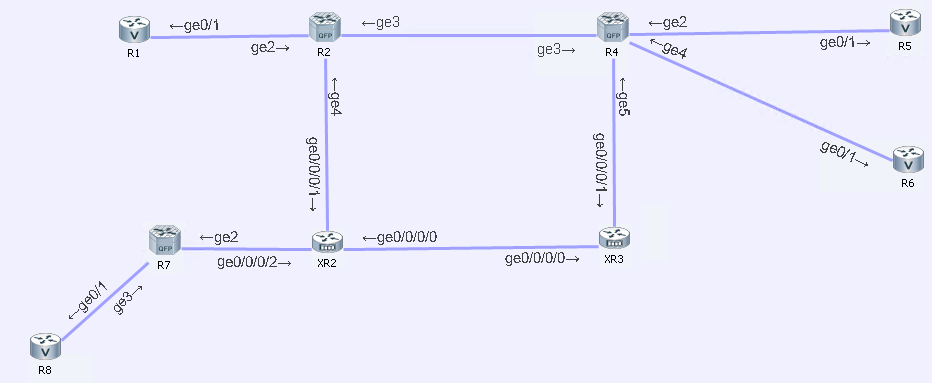 ←ge0/1
V
R1
ge2→
QFP
R2
←ge3
ge3→
QFP
R4
←ge2
←ge4
ge0/1→
V
R5
←ge4
←ge5
ge0/0/0/1→
ge0/0/0/1→
ge0/1→
V
R6
QFP
R7
←ge2
ge0/0/0/2→
XR2
←ge0/0/0/0
ge0/0/0/0→
XR3
←ge0/1
ge3→
V
R8